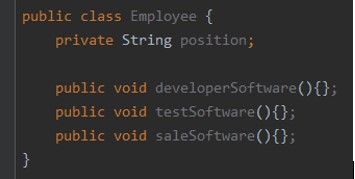 public class Employee {
private String position;
public void developerSoftware(){};
public void testSoftware(){};
public void saleSoftware(){};
}